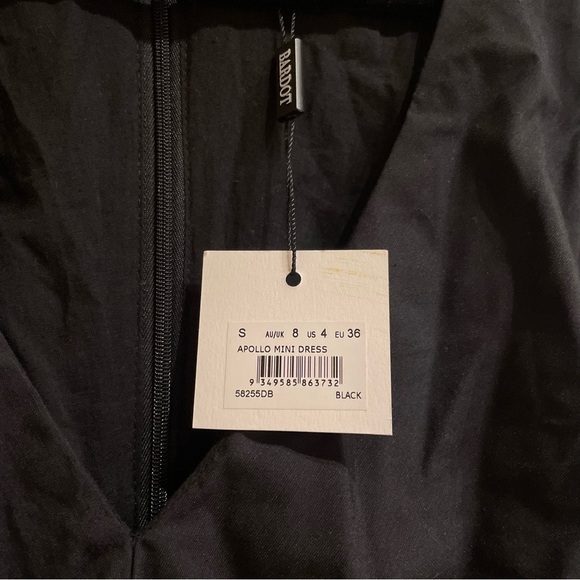 BARDOT
S AU/UK 8 US 4 EU 36
APOLLO MINI DRESS
9 349585 863732
58255DB BLACK